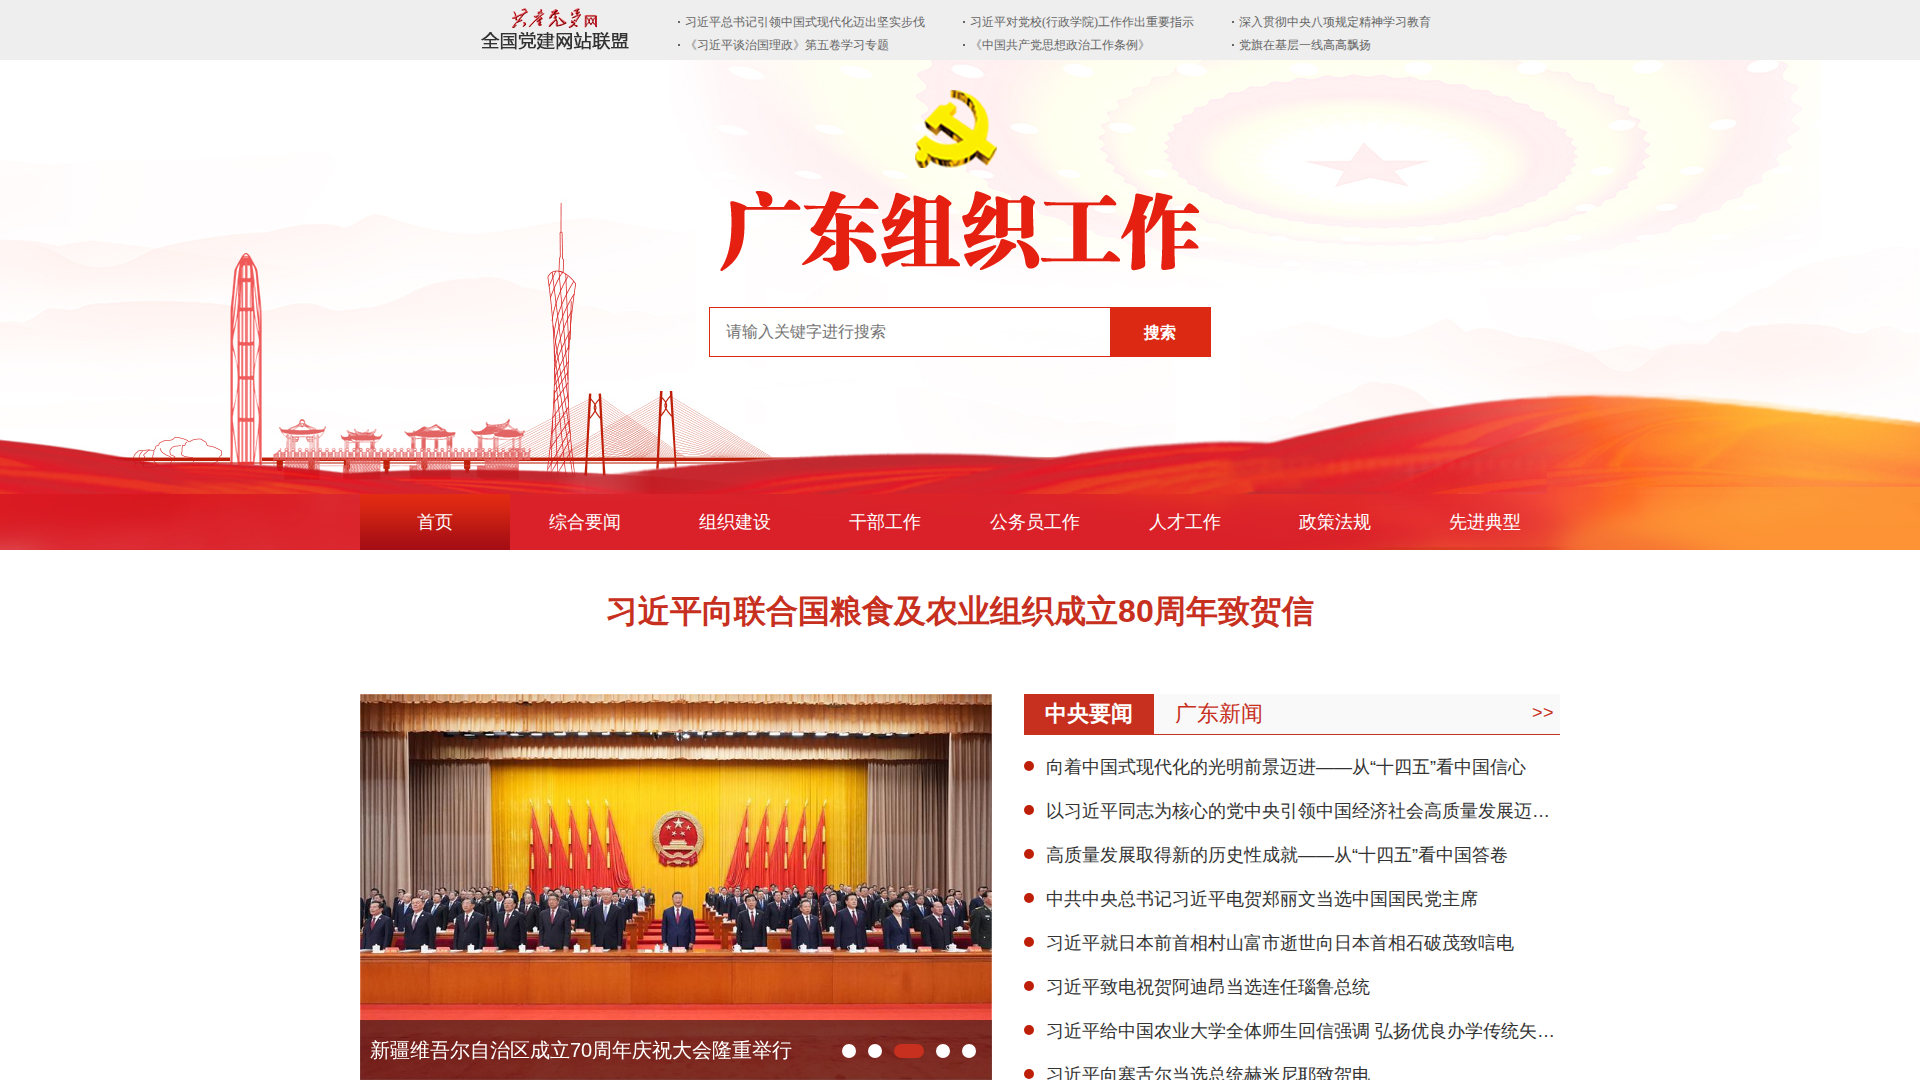 共产党员网
全国党建网站联盟
· 习近平总书记引领中国式现代化迈出坚实步伐
· 习近平对党校(行政学院)工作作出重要指示
· 深入贯彻中央八项规定精神学习教育
· 《习近平谈治国理政》第五卷学习专题
· 《中国共产党思想政治工作条例》
· 党旗在基层一线高高飘扬
广东组织工作
请输入关键字进行搜索
搜索
首页
综合要闻
组织建设
干部工作
公务员工作
人才工作
政策法规
先进典型
习近平向联合国粮食及农业组织成立80周年致贺信
新疆维吾尔自治区成立70周年庆祝大会隆重举行
中央要闻
广东新闻
>>
向着中国式现代化的光明前景迈进——从“十四五”看中国信心
以习近平同志为核心的党中央引领中国经济社会高质量发展迈…
高质量发展取得新的历史性成就——从“十四五”看中国答卷
中共中央总书记习近平电贺郑丽文当选中国国民党主席
习近平就日本前首相村山富市逝世向日本首相石破茂致唁电
习近平致电祝贺阿迪昂当选连任瑙鲁总统
习近平给中国农业大学全体师生回信强调 弘扬优良办学传统矢…
习近平向塞舌尔当选总统赫米尼耶致贺电